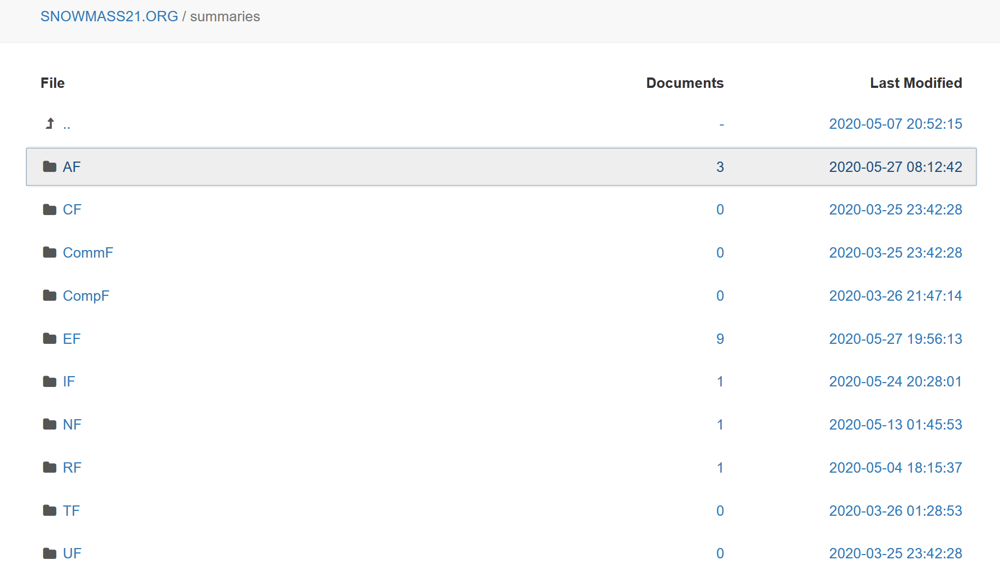 SNOWMASS21.ORG / summaries
File Documents Last Modified
.. - 2020-05-07 20:52:15
AF 3 2020-05-27 08:12:42
CF 0 2020-03-25 23:42:28
CommF 0 2020-03-25 23:42:28
CompF 0 2020-03-26 21:47:14
EF 9 2020-05-27 19:56:13
IF 1 2020-05-24 20:28:01
NF 1 2020-05-13 01:45:53
RF 1 2020-05-04 18:15:37
TF 0 2020-03-26 01:28:53
UF 0 2020-03-25 23:42:28